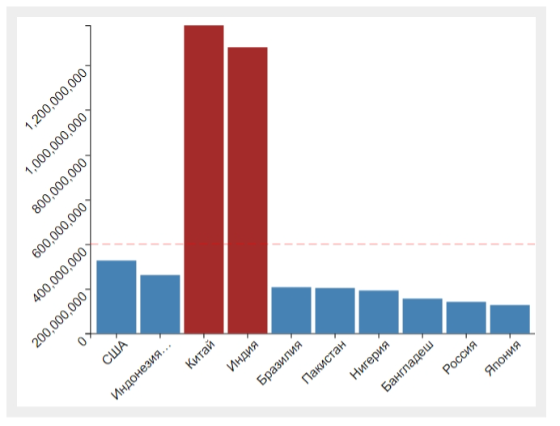 1,200,000,000
1,000,000,000
800,000,000
600,000,000
400,000,000
200,000,000
0
США
Индонезия…
Китай
Индия
Бразилия
Пакистан
Нигерия
Бангладеш
Россия
Япония